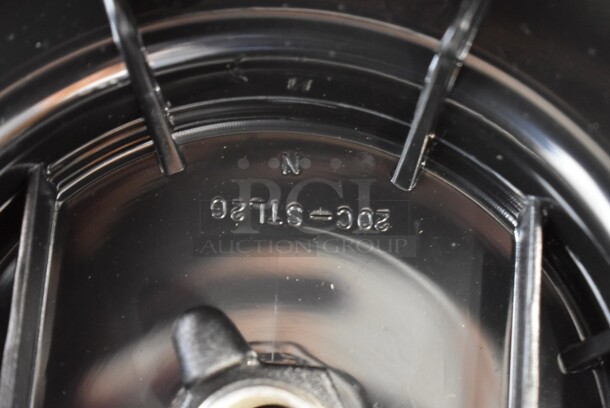 N
20C STL26
PCI
AUCTION GROUP